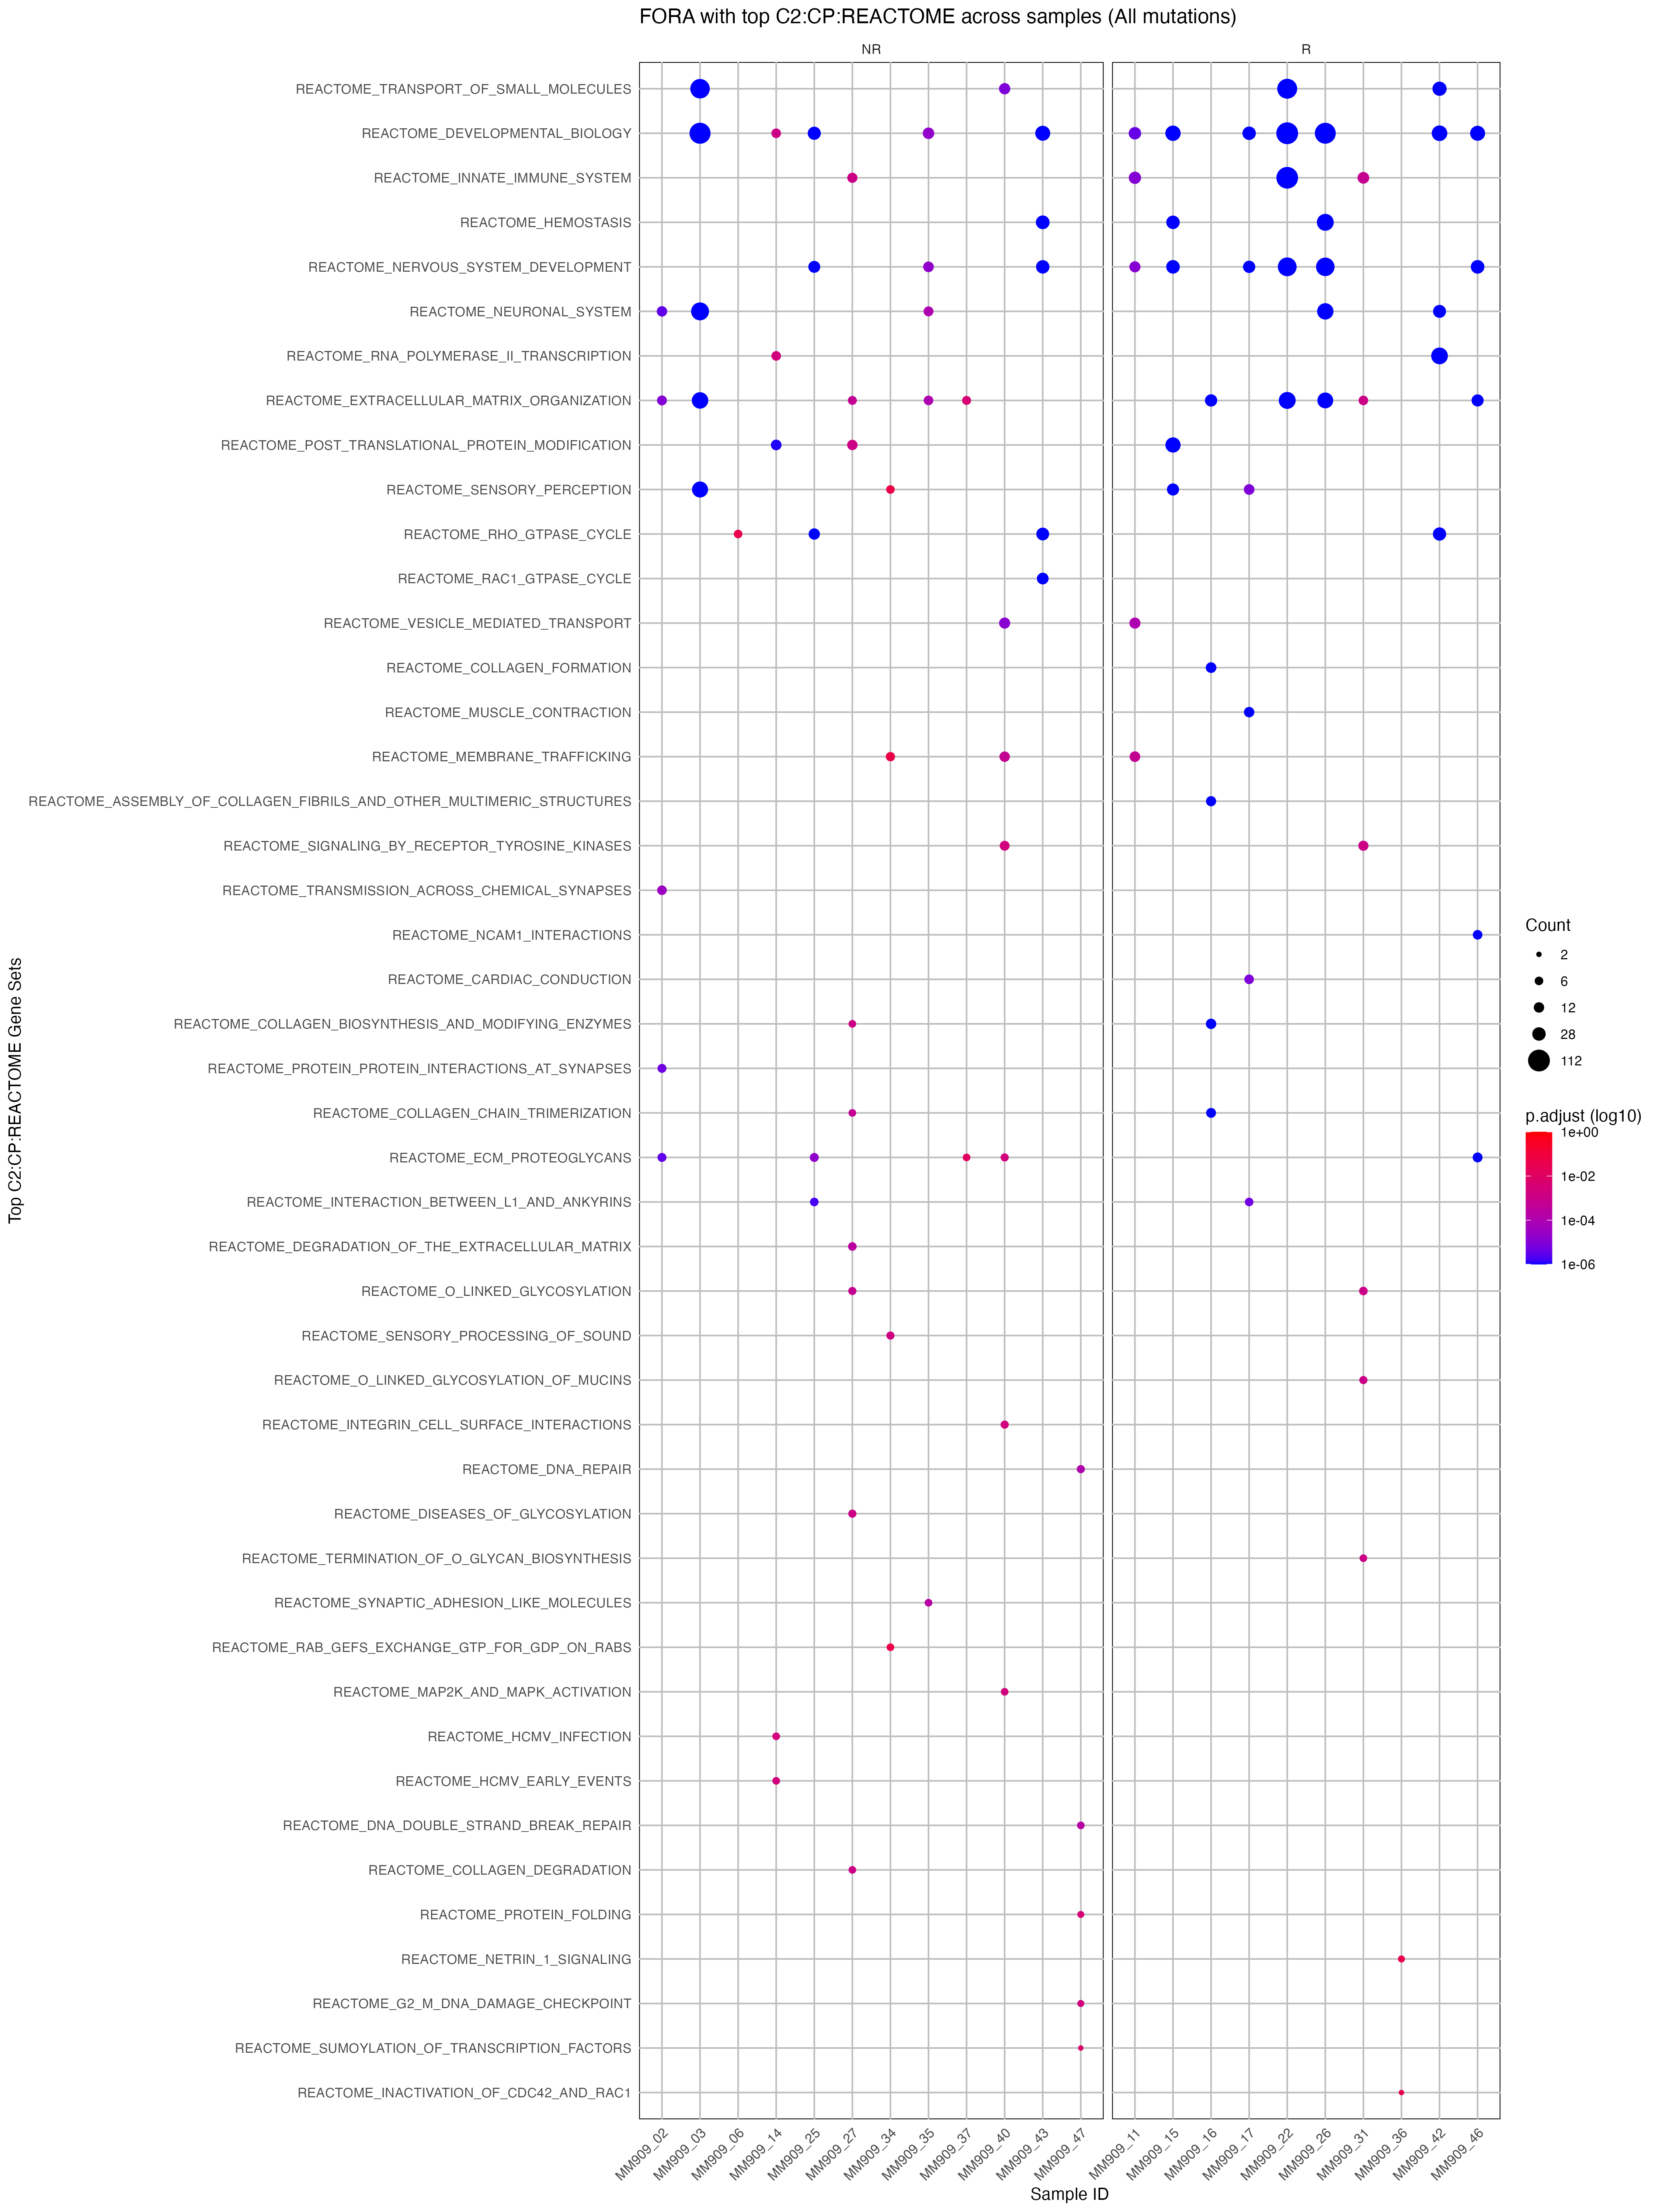 FORA with top C2:CP:REACTOME across samples (All mutations)
NR
R
REACTOME_TRANSPORT_OF_SMALL_MOLECULES
REACTOME_DEVELOPMENTAL_BIOLOGY
REACTOME_INNATE_IMMUNE_SYSTEM
REACTOME_HEMOSTASIS
REACTOME_NERVOUS_SYSTEM_DEVELOPMENT
REACTOME_NEURONAL_SYSTEM
REACTOME_RNA_POLYMERASE_II_TRANSCRIPTION
REACTOME_EXTRACELLULAR_MATRIX_ORGANIZATION
REACTOME_POST_TRANSLATIONAL_PROTEIN_MODIFICATION
REACTOME_SENSORY_PERCEPTION
REACTOME_RHO_GTPASE_CYCLE
REACTOME_RAC1_GTPASE_CYCLE
REACTOME_VESICLE_MEDIATED_TRANSPORT
REACTOME_COLLAGEN_FORMATION
REACTOME_MUSCLE_CONTRACTION
REACTOME_MEMBRANE_TRAFFICKING
REACTOME_ASSEMBLY_OF_COLLAGEN_FIBRILS_AND_OTHER_MULTIMERIC_STRUCTURES
REACTOME_SIGNALING_BY_RECEPTOR_TYROSINE_KINASES
REACTOME_TRANSMISSION_ACROSS_CHEMICAL_SYNAPSES
REACTOME_NCAM1_INTERACTIONS
REACTOME_CARDIAC_CONDUCTION
REACTOME_COLLAGEN_BIOSYNTHESIS_AND_MODIFYING_ENZYMES
REACTOME_PROTEIN_PROTEIN_INTERACTIONS_AT_SYNAPSES
REACTOME_COLLAGEN_CHAIN_TRIMERIZATION
REACTOME_ECM_PROTEOGLYCANS
REACTOME_INTERACTION_BETWEEN_L1_AND_ANKYRINS
REACTOME_DEGRADATION_OF_THE_EXTRACELLULAR_MATRIX
REACTOME_O_LINKED_GLYCOSYLATION
REACTOME_SENSORY_PROCESSING_OF_SOUND
REACTOME_O_LINKED_GLYCOSYLATION_OF_MUCINS
REACTOME_INTEGRIN_CELL_SURFACE_INTERACTIONS
REACTOME_DNA_REPAIR
REACTOME_DISEASES_OF_GLYCOSYLATION
REACTOME_TERMINATION_OF_O_GLYCAN_BIOSYNTHESIS
REACTOME_SYNAPTIC_ADHESION_LIKE_MOLECULES
REACTOME_RAB_GEFS_EXCHANGE_GTP_FOR_GDP_ON_RABS
REACTOME_MAP2K_AND_MAPK_ACTIVATION
REACTOME_HCMV_INFECTION
REACTOME_HCMV_EARLY_EVENTS
REACTOME_DNA_DOUBLE_STRAND_BREAK_REPAIR
REACTOME_COLLAGEN_DEGRADATION
REACTOME_PROTEIN_FOLDING
REACTOME_NETRIN_1_SIGNALING
REACTOME_G2_M_DNA_DAMAGE_CHECKPOINT
REACTOME_SUMOYLATION_OF_TRANSCRIPTION_FACTORS
REACTOME_INACTIVATION_OF_CDC42_AND_RAC1
Top C2:CP:REACTOME Gene Sets
MM909_02
MM909_03
MM909_06
MM909_14
MM909_25
MM909_27
MM909_34
MM909_35
MM909_37
MM909_40
MM909_43
MM909_47
MM909_11
MM909_15
MM909_16
MM909_17
MM909_22
MM909_26
MM909_31
MM909_36
MM909_42
MM909_46
Sample ID
Count
2
6
12
28
112
p.adjust (log10)
1e+00
1e-02
1e-04
1e-06